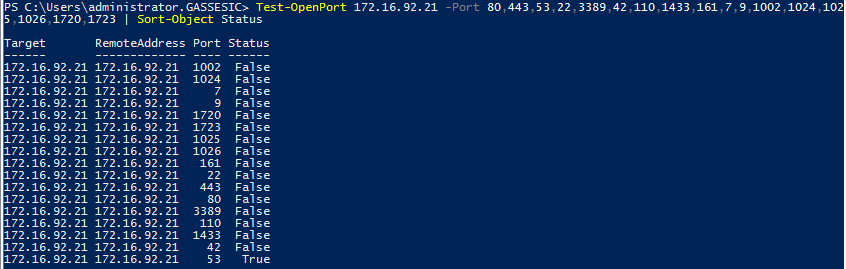 PS C:\Users\administrator.GASSESIC> Test-OpenPort 172.16.92.21 -Port 80,443,53,22,3389,42,110,1433,161,7,9,1002,1024,102
5,1026,1720,1723 | Sort-Object Status
Target RemoteAddress Port Status
------ ------------- ---- ------
172.16.92.21 172.16.92.21 1002 False
172.16.92.21 172.16.92.21 1024 False
172.16.92.21 172.16.92.21 7 False
172.16.92.21 172.16.92.21 9 False
172.16.92.21 172.16.92.21 1720 False
172.16.92.21 172.16.92.21 1723 False
172.16.92.21 172.16.92.21 1025 False
172.16.92.21 172.16.92.21 1026 False
172.16.92.21 172.16.92.21 161 False
172.16.92.21 172.16.92.21 22 False
172.16.92.21 172.16.92.21 443 False
172.16.92.21 172.16.92.21 80 False
172.16.92.21 172.16.92.21 3389 False
172.16.92.21 172.16.92.21 110 False
172.16.92.21 172.16.92.21 1433 False
172.16.92.21 172.16.92.21 42 False
172.16.92.21 172.16.92.21 53 True